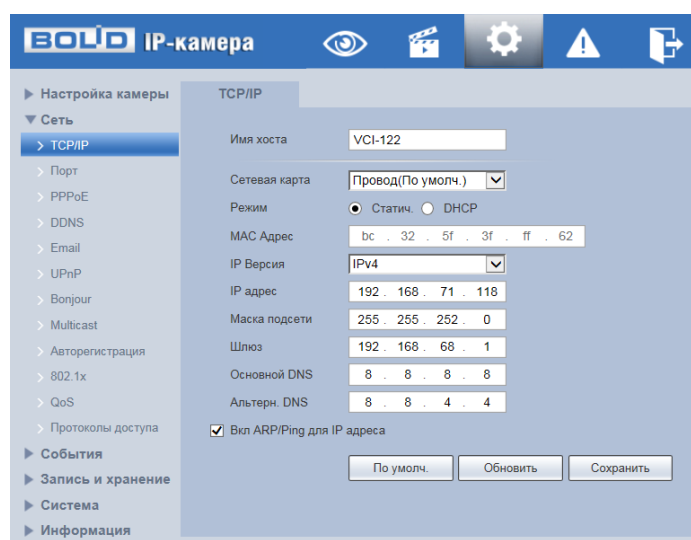 BOLID IP-камера
Настройка камеры
Сеть
TCP/IP
Порт
PPPoE
DDNS
Email
UPnP
Bonjour
Multicast
Авторегистрация
802.1x
QoS
Протоколы доступа
События
Запись и хранение
Система
Информация
TCP/IP
Имя хоста VCI-122
Сетевая карта Провод(По умолч.)
Режим Статич. DHCP
MAC Адрес bc . 32 . 5f . 3f . ff . 62
IP Версия IPv4
IP адрес 192 . 168 . 71 . 118
Маска подсети 255 . 255 . 252 . 0
Шлюз 192 . 168 . 68 . 1
Основной DNS 8 . 8 . 8 . 8
Альтерн. DNS 8 . 8 . 4 . 4
Вкл ARP/Ping для IP адреса
По умолч. Обновить Сохранить